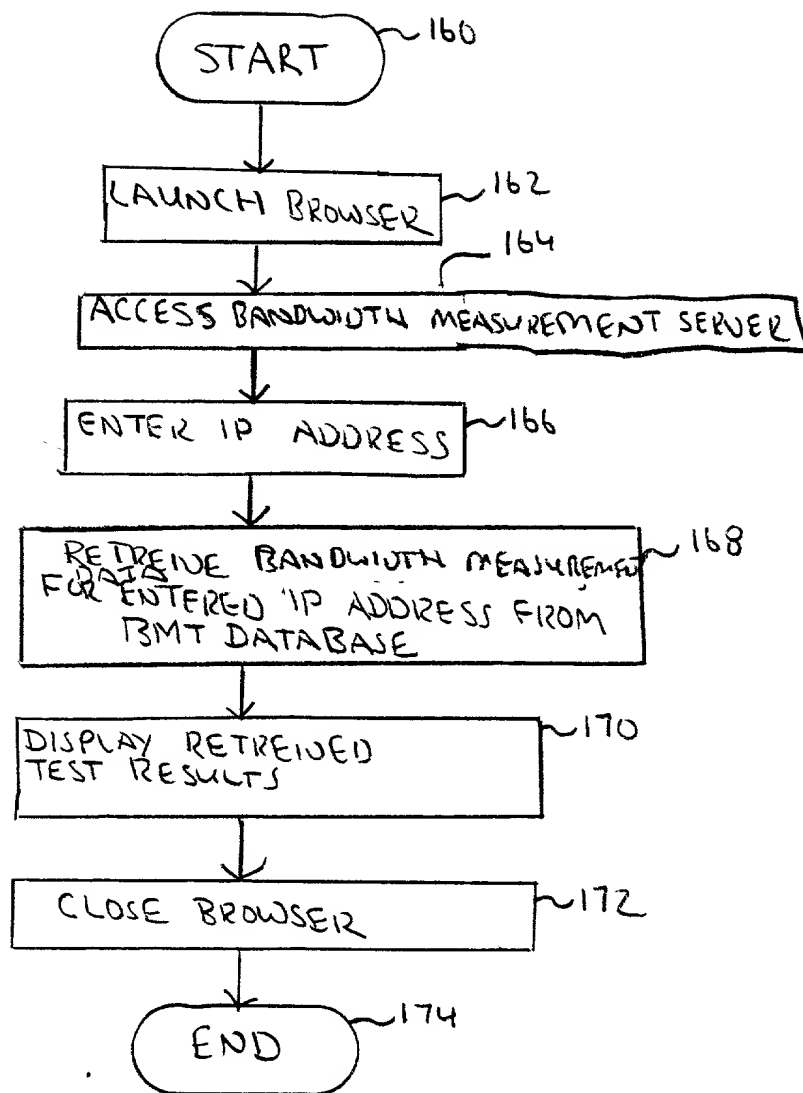 START
160
LAUNCH BROWSER
162
164
ACCESS BANDWIDTH MEASUREMENT SERVER
ENTER IP ADDRESS
166
RETREIVE BANDWIDTH MEASUREMENT
DATA
FOR ENTERED IP ADDRESS FROM
BMT DATABASE
168
DISPLAY RETREIVED
TEST RESULTS
170
CLOSE BROWSER
172
END
174